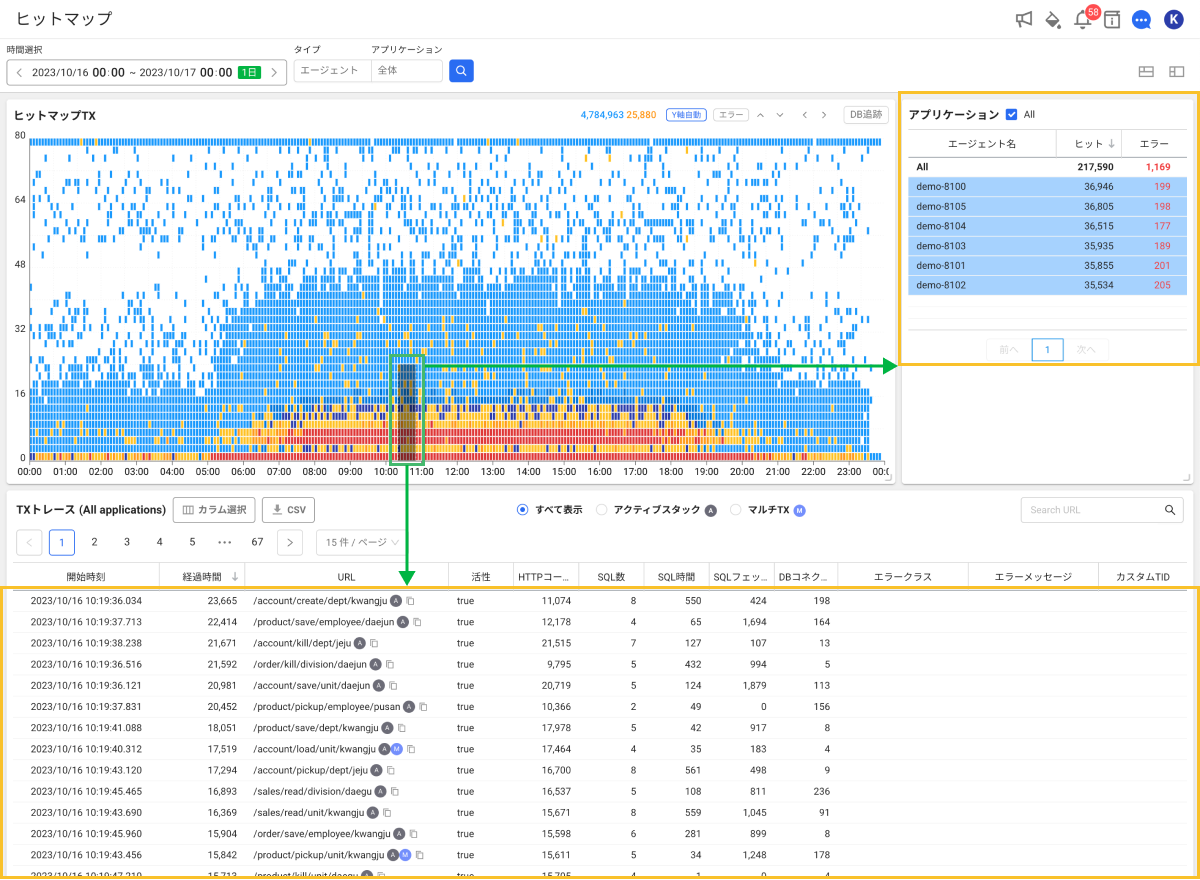 ヒットマップ
58
K
時間選択
タイプ
アプリケーション
2023/10/16 00:00 ~ 2023/10/17 00:00 1日
エージェント
全体
ヒットマップTX
4,784,963 25,880
Y軸自動
エラー
DB追跡
80
64
48
32
16
0
00:00 01:00 02:00 03:00 04:00 05:00 06:00 07:00 08:00 09:00 10:00 11:00 12:00 13:00 14:00 15:00 16:00 17:00 18:00 19:00 20:00 21:00 22:00 23:00 00:0
アプリケーション All
エージェント名 ヒット エラー
All 217,590 1,169
demo-8100 36,946 199
demo-8105 36,805 198
demo-8104 36,515 177
demo-8103 35,935 189
demo-8101 35,855 201
demo-8102 35,534 205
前へ 1 次へ
TXトレース (All applications)
カラム選択
CSV
すべて表示
アクティブスタック A
マルチTX M
Search URL
1 2 3 4 5 ••• 67
15 件 / ページ
開始時刻 経過時間 URL 活性 HTTPコー... SQL数 SQL時間 SQLフェッ... DBコネク... エラークラス エラーメッセージ カスタムTID
2023/10/16 10:19:36.034 23,665 /account/create/dept/kwangju A true 11,074 8 550 424 198
2023/10/16 10:19:37.713 22,414 /product/save/employee/daejun A true 12,178 4 65 1,694 164
2023/10/16 10:19:38.238 21,671 /account/kill/dept/jeju A true 21,515 7 127 107 13
2023/10/16 10:19:36.516 21,592 /order/kill/division/daejun A true 9,795 5 432 994 5
2023/10/16 10:19:36.121 20,981 /account/save/unit/daejun A true 20,719 5 124 1,879 113
2023/10/16 10:19:37.831 20,452 /product/pickup/employee/pusan A true 10,366 2 49 0 156
2023/10/16 10:19:41.088 18,051 /product/save/dept/kwangju A true 17,978 5 42 917 8
2023/10/16 10:19:40.312 17,519 /account/load/unit/kwangju A M true 17,464 4 35 183 4
2023/10/16 10:19:43.120 17,294 /account/pickup/dept/jeju A true 16,700 8 561 498 9
2023/10/16 10:19:45.465 16,893 /sales/read/division/daegu A true 16,537 5 108 811 236
2023/10/16 10:19:43.690 16,369 /sales/read/unit/kwangju A true 15,671 8 559 1,045 91
2023/10/16 10:19:45.960 15,904 /order/save/employee/kwangju A true 15,598 6 281 899 8
2023/10/16 10:19:43.456 15,842 /product/pickup/unit/kwangju A M true 15,611 5 34 1,248 178
2023/10/16 10:19:47.210 15,713 /product/kill/unit/daegu A true 15,705 4 1 0 4